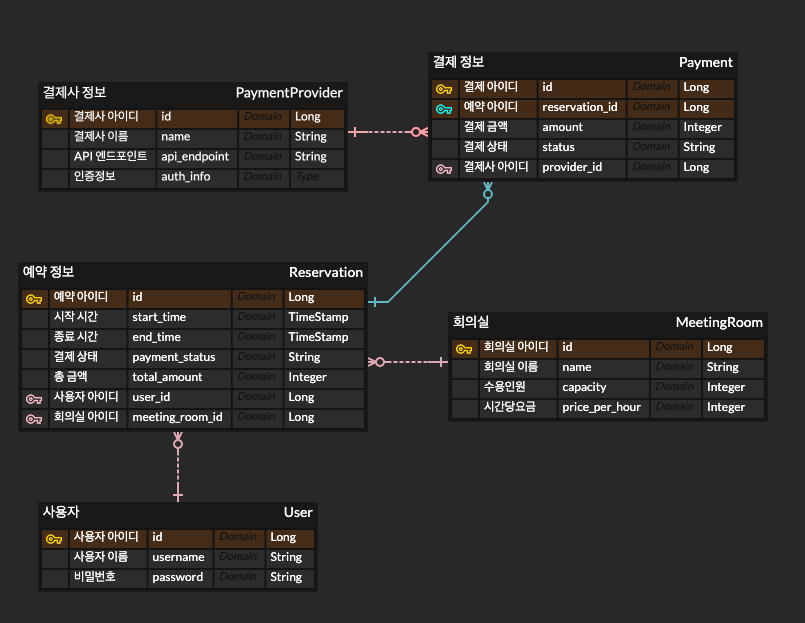 결제사 정보 PaymentProvider
결제사 아이디 id Domain Long
결제사 이름 name Domain String
API 엔드포인트 api_endpoint Domain String
인증정보 auth_info Domain Type
결제 정보 Payment
결제 아이디 id Domain Long
예약 아이디 reservation_id Domain Long
결제 금액 amount Domain Integer
결제 상태 status Domain String
결제사 아이디 provider_id Domain Long
예약 정보 Reservation
예약 아이디 id Domain Long
시작 시간 start_time Domain TimeStamp
종료 시간 end_time Domain TimeStamp
결제 상태 payment_status Domain String
총 금액 total_amount Domain Integer
사용자 아이디 user_id Domain Long
회의실 아이디 meeting_room_id Domain Long
회의실 MeetingRoom
회의실 아이디 id Domain Long
회의실 이름 name Domain String
수용인원 capacity Domain Integer
시간당요금 price_per_hour Domain Integer
사용자 User
사용자 아이디 id Domain Long
사용자 이름 username Domain String
비밀번호 password Domain String